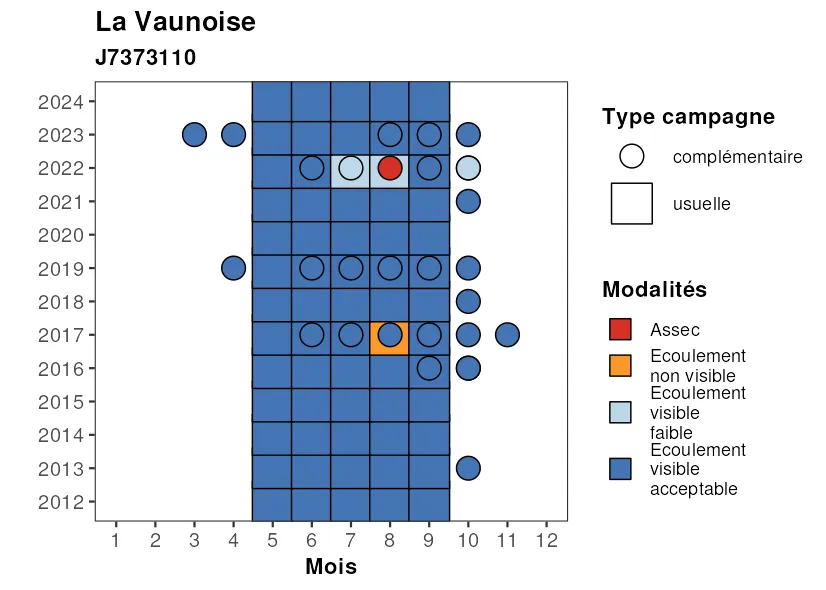 La Vaunoise
J7373110
2024
2023
2022
2021
2020
2019
2018
2017
2016
2015
2014
2013
2012
1 2 3 4 5 6 7 8 9 10 11 12
Mois
Type campagne
complémentaire
usuelle
Modalités
Assec
Ecoulement
non visible
Ecoulement
visible
faible
Ecoulement
visible
acceptable